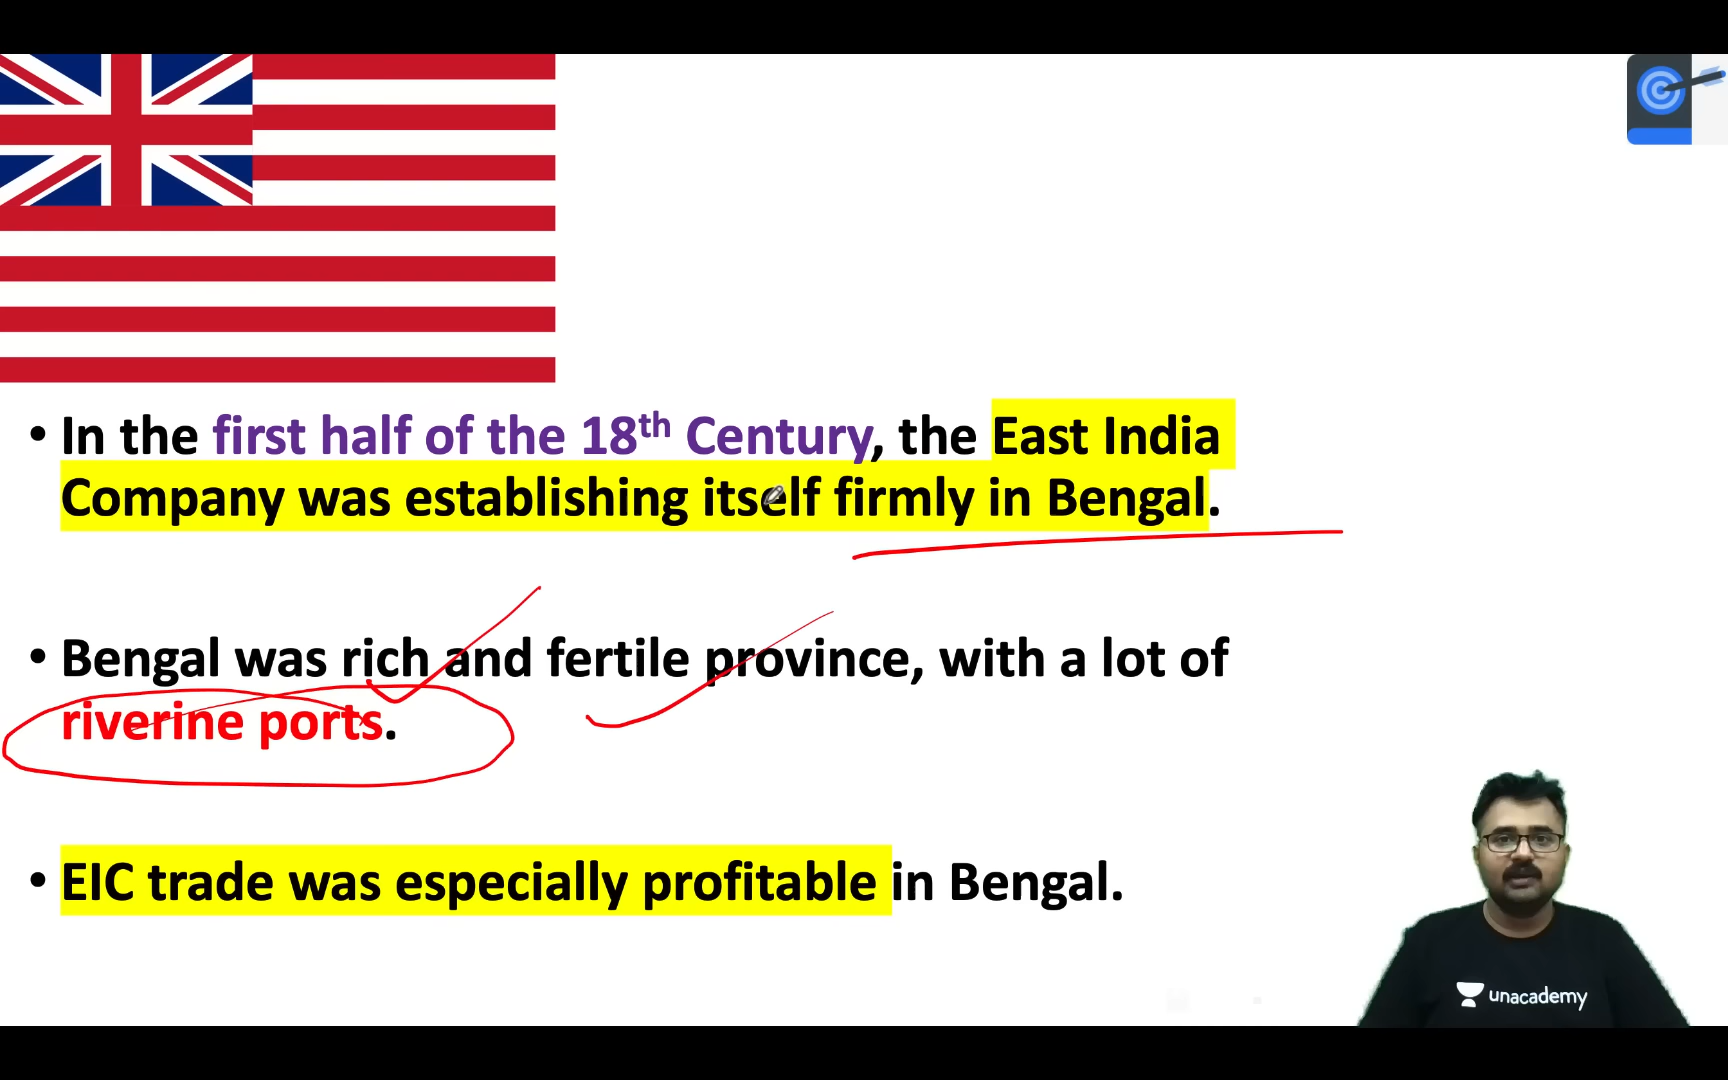 • In the first half of the 18th Century, the East India
Company was establishing itself firmly in Bengal.
• Bengal was rich and fertile province, with a lot of
riverine ports.
• EIC trade was especially profitable in Bengal.
unacademy